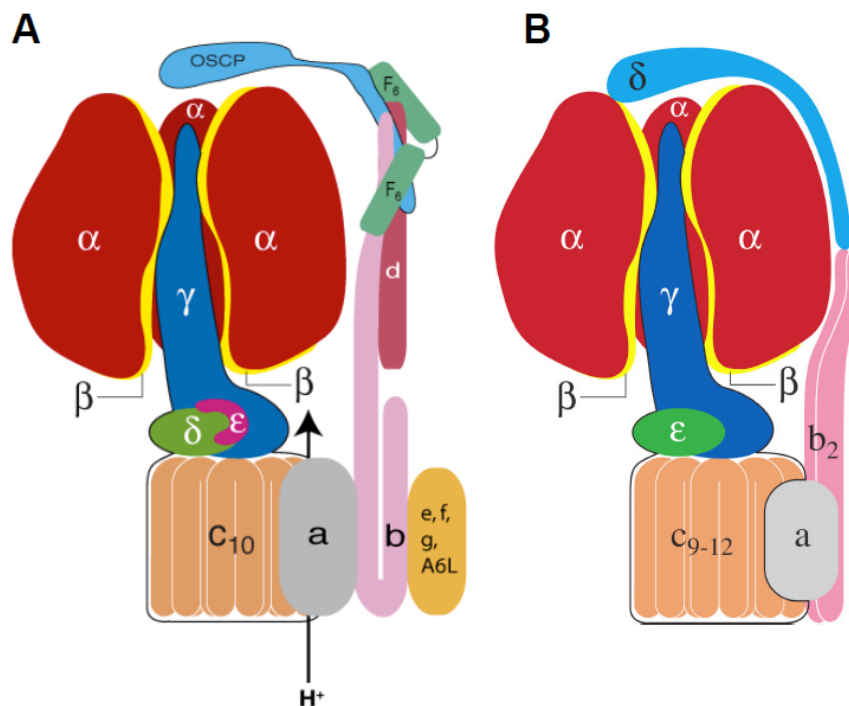 A
OSCP
F6
α
F6
α
α
γ
d
β
β
δ
ε
c10
a
b
e, f,
g,
A6L
H+
B
δ
α
α
α
γ
β
β
ε
b2
c9-12
a